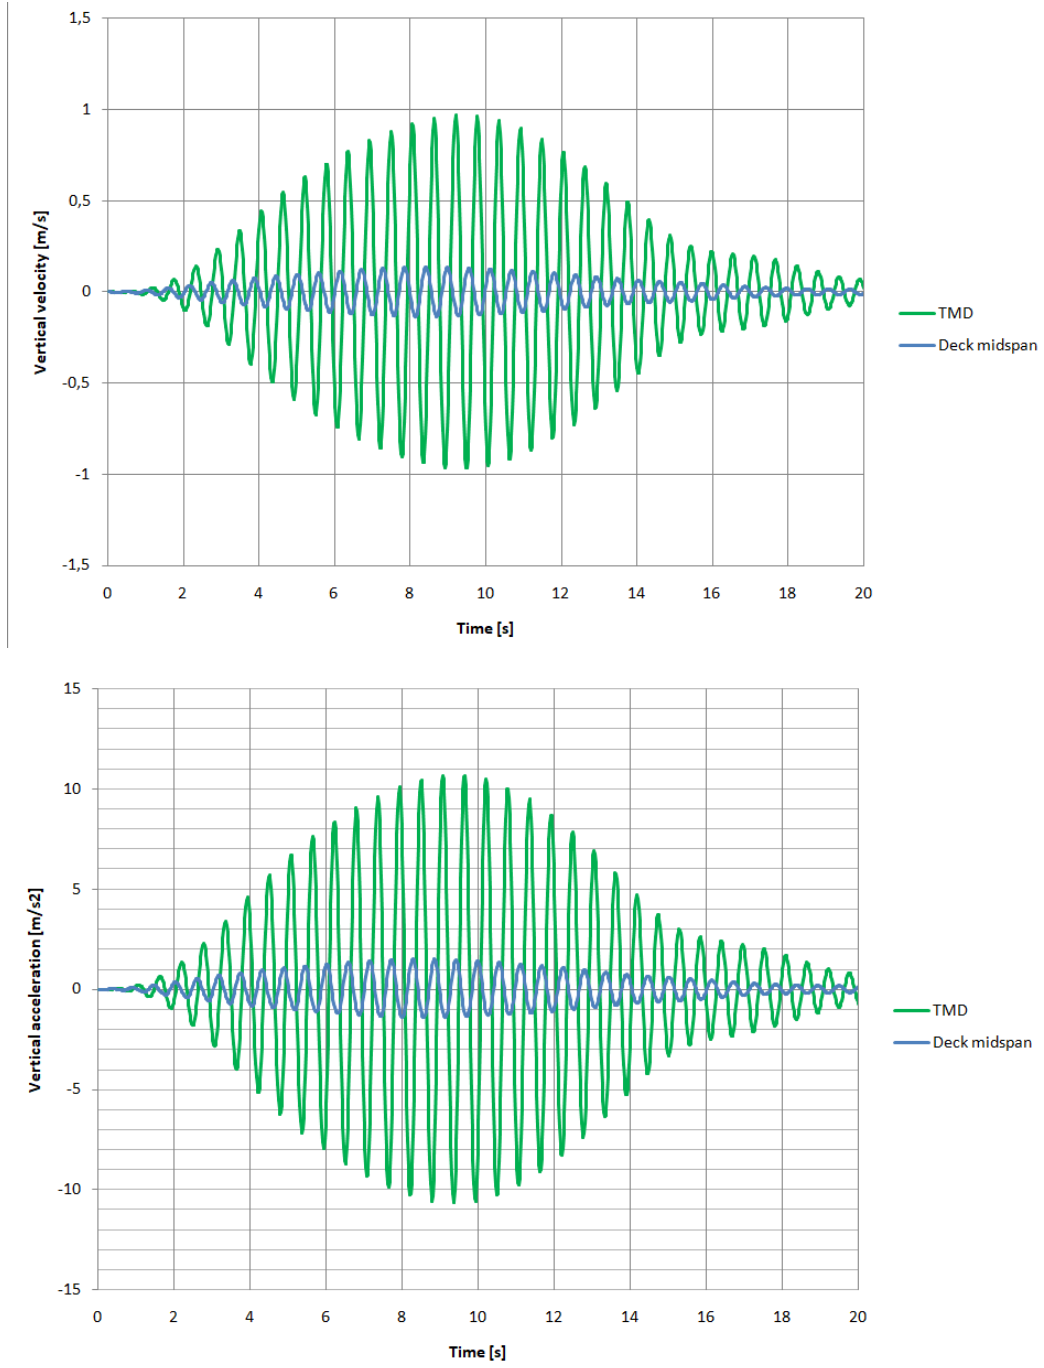 1,5
1
0,5
0
-0,5
-1
-1,5
Vertical velocity [m/s]
0 2 4 6 8 10 12 14 16 18 20
Time [s]
TMD
Deck midspan
15
10
5
0
-5
-10
-15
Vertical acceleration [m/s2]
0 2 4 6 8 10 12 14 16 18 20
Time [s]
TMD
Deck midspan